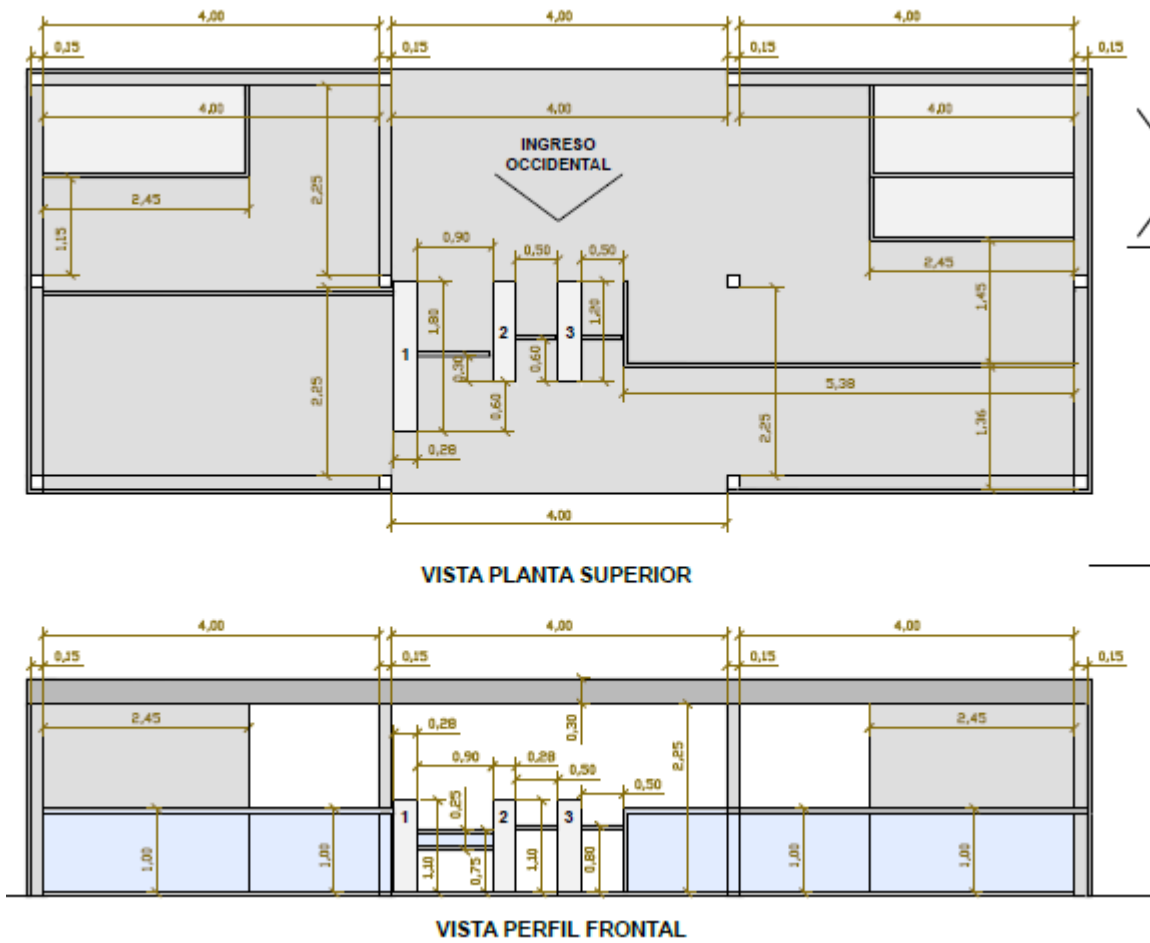 4,00 4,00 4,00
0,15 0,15 0,15 0,15
4,00 4,00 4,00
INGRESO
OCCIDENTAL
2,25
2,45
1,15
0,90 0,50 0,50
2,45
1,45
1,80
2
3
1,20
1
0,30
0,60
5,38
2,25
0,60
2,25
1,36
0,28
4,00
VISTA PLANTA SUPERIOR
4,00 4,00 4,00
0,15 0,15 0,15 0,15
2,45 0,28 0,30 2,25 2,45
0,90 0,28
0,50
0,50
0,25
1 2 3
1,00 1,00 1,10 0,75 1,10 0,80 1,00 1,00
VISTA PERFIL FRONTAL